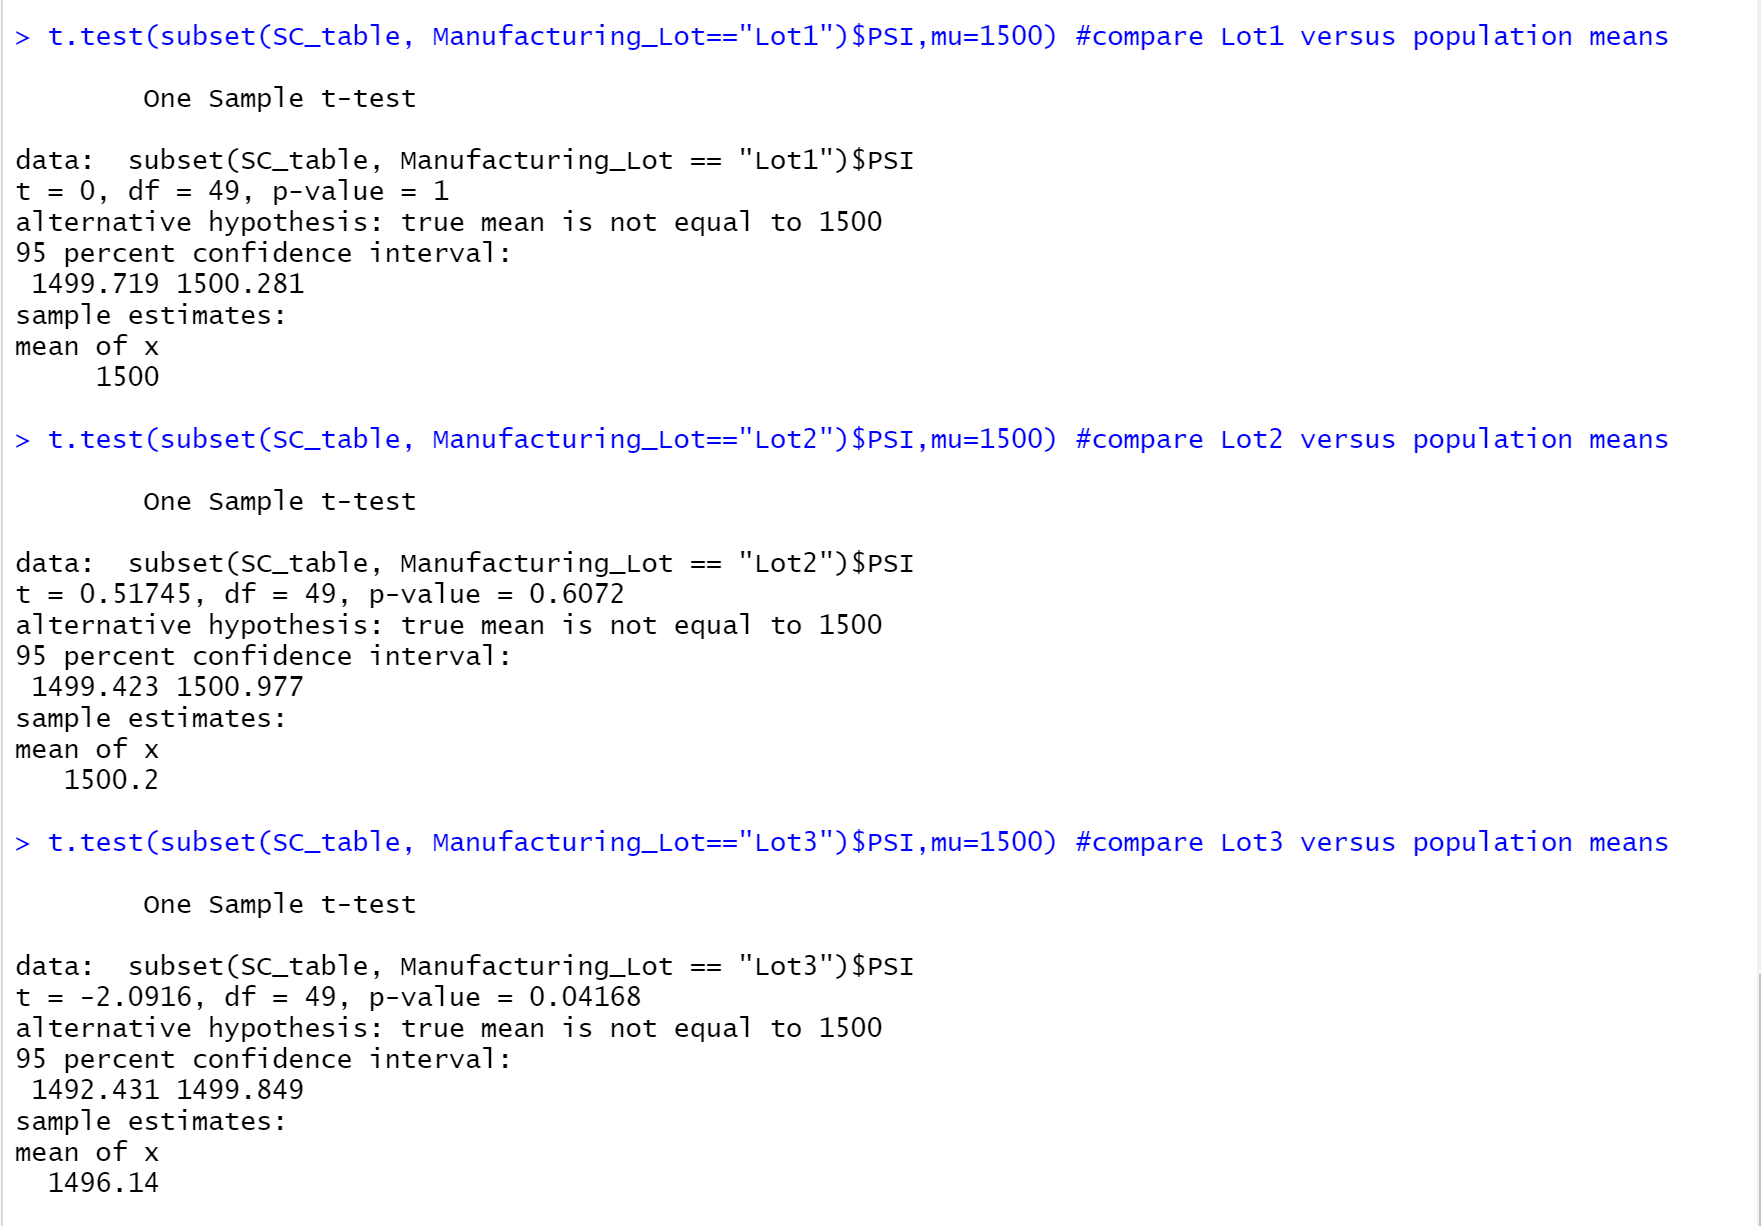 > t.test(subset(SC_table, Manufacturing_Lot=="Lot1")$PSI,mu=1500) #compare Lot1 versus population means
One Sample t-test
data:  subset(SC_table, Manufacturing_Lot == "Lot1")$PSI
t = 0, df = 49, p-value = 1
alternative hypothesis: true mean is not equal to 1500
95 percent confidence interval:
1499.719 1500.281
sample estimates:
mean of x
1500
> t.test(subset(SC_table, Manufacturing_Lot=="Lot2")$PSI,mu=1500) #compare Lot2 versus population means
One Sample t-test
data:  subset(SC_table, Manufacturing_Lot == "Lot2")$PSI
t = 0.51745, df = 49, p-value = 0.6072
alternative hypothesis: true mean is not equal to 1500
95 percent confidence interval:
1499.423 1500.977
sample estimates:
mean of x
1500.2
> t.test(subset(SC_table, Manufacturing_Lot=="Lot3")$PSI,mu=1500) #compare Lot3 versus population means
One Sample t-test
data:  subset(SC_table, Manufacturing_Lot == "Lot3")$PSI
t = -2.0916, df = 49, p-value = 0.04168
alternative hypothesis: true mean is not equal to 1500
95 percent confidence interval:
1492.431 1499.849
sample estimates:
mean of x
1496.14